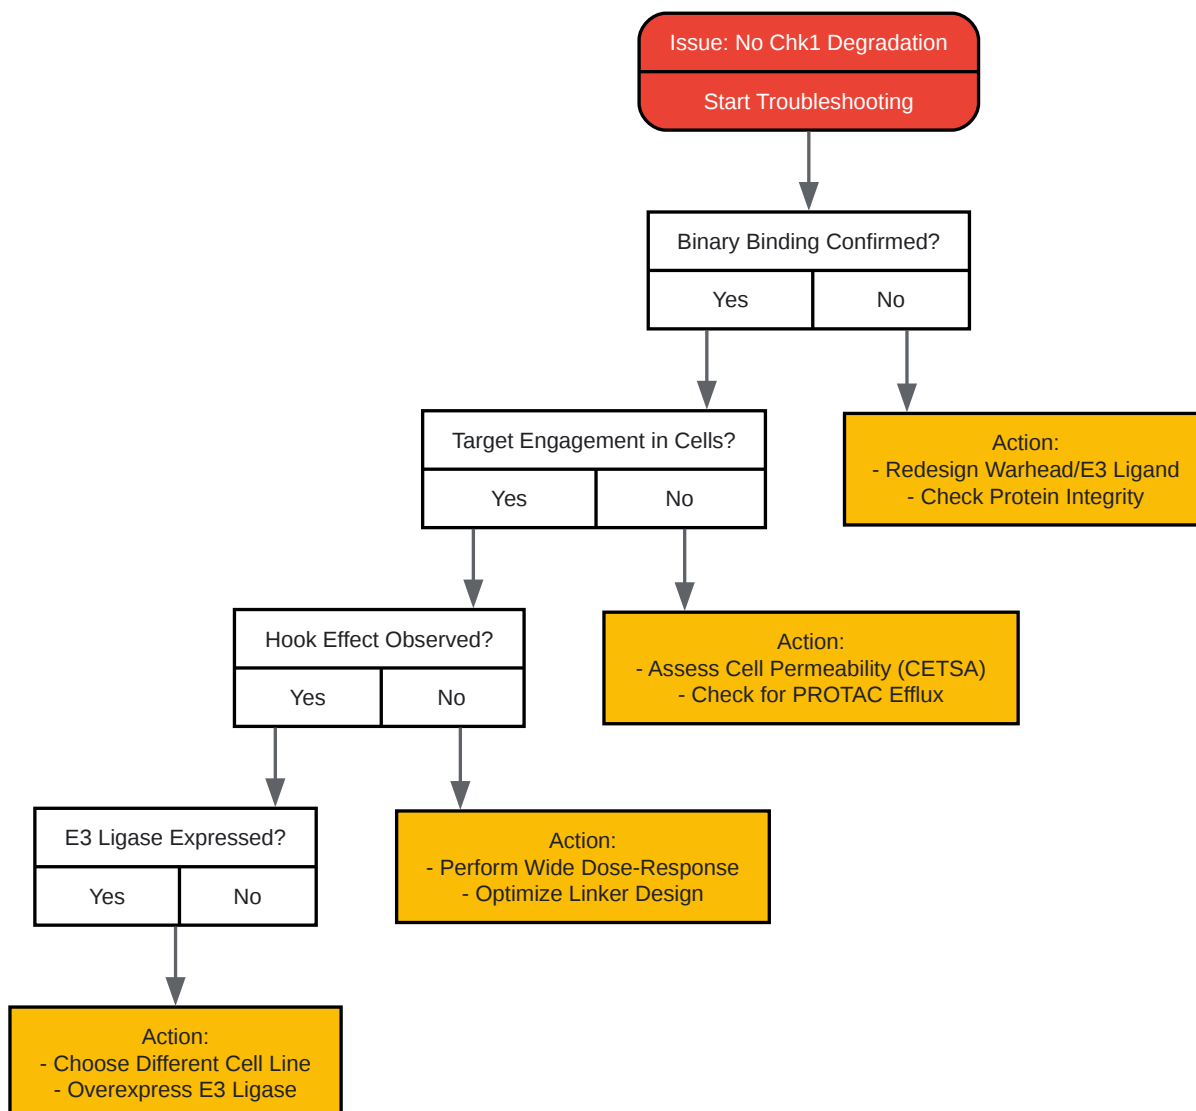 Issue: No Chk1 Degradation
Start Troubleshooting
Binary Binding Confirmed?
Yes
No
Target Engagement in Cells?
Yes
No
Action:
- Redesign Warhead/E3 Ligand
- Check Protein Integrity
Hook Effect Observed?
Yes
No
Action:
- Assess Cell Permeability (CETSA)
- Check for PROTAC Efflux
E3 Ligase Expressed?
Yes
No
Action:
- Perform Wide Dose-Response
- Optimize Linker Design
Action:
- Choose Different Cell Line
- Overexpress E3 Ligase